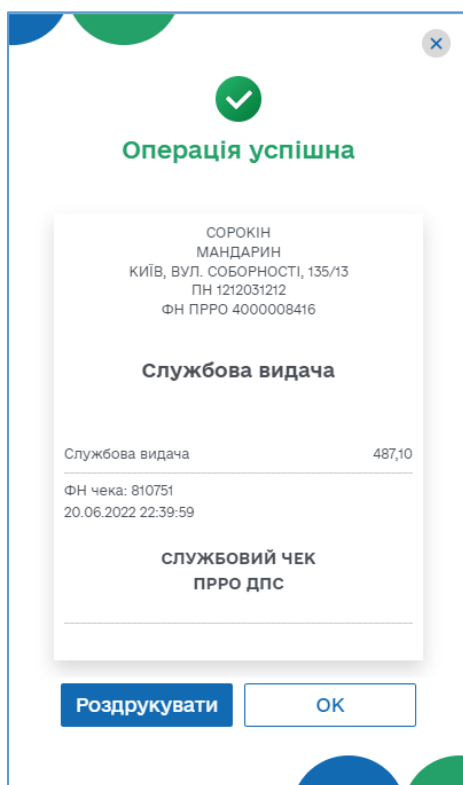 Операція успішна
СОРОКІН
МАНДАРИН
КИЇВ, ВУЛ. СОБОРНОСТІ, 135/13
ПН 1212031212
ФН ПРРО 4000008416
Службова видача
Службова видача 487,10
ФН чека: 810751
20.06.2022 22:39:59
СЛУЖБОВИЙ ЧЕК
ПРРО ДПС
Роздрукувати ОК